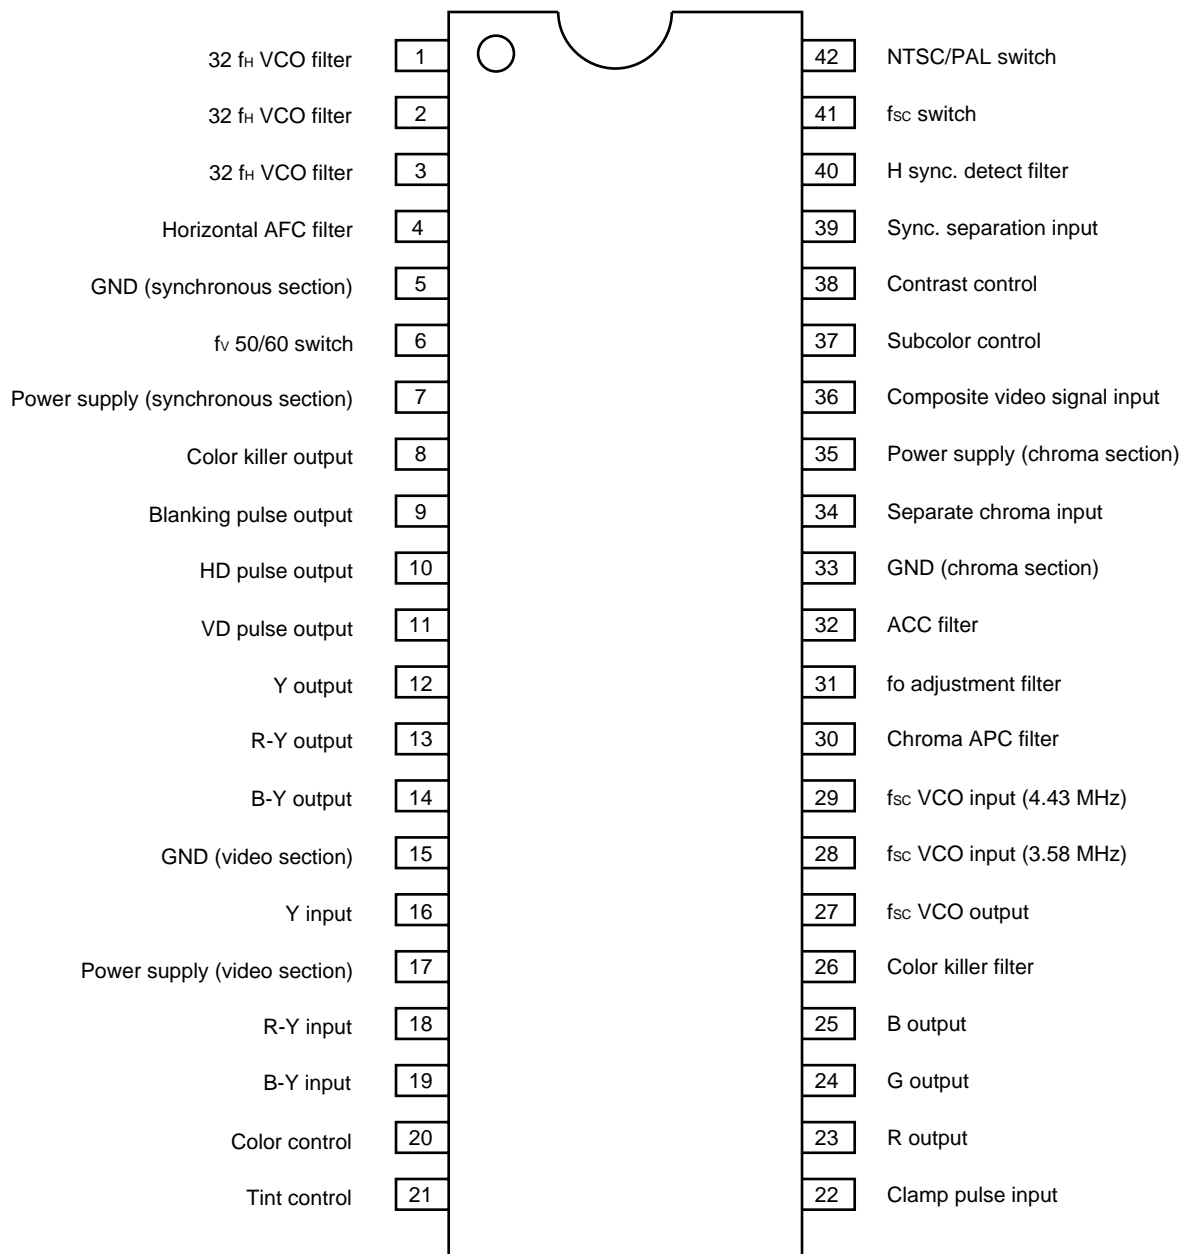 32 fH VCO filter 1 42 NTSC/PAL switch
32 fH VCO filter 2 41 fSC switch
32 fH VCO filter 3 40 H sync. detect filter
Horizontal AFC filter 4 39 Sync. separation input
GND (synchronous section) 5 38 Contrast control
fV 50/60 switch 6 37 Subcolor control
Power supply (synchronous section) 7 36 Composite video signal input
Color killer output 8 35 Power supply (chroma section)
Blanking pulse output 9 34 Separate chroma input
HD pulse output 10 33 GND (chroma section)
VD pulse output 11 32 ACC filter
Y output 12 31 fo adjustment filter
R-Y output 13 30 Chroma APC filter
B-Y output 14 29 fSC VCO input (4.43 MHz)
GND (video section) 15 28 fSC VCO input (3.58 MHz)
Y input 16 27 fSC VCO output
Power supply (video section) 17 26 Color killer filter
R-Y input 18 25 B output
B-Y input 19 24 G output
Color control 20 23 R output
Tint control 21 22 Clamp pulse input